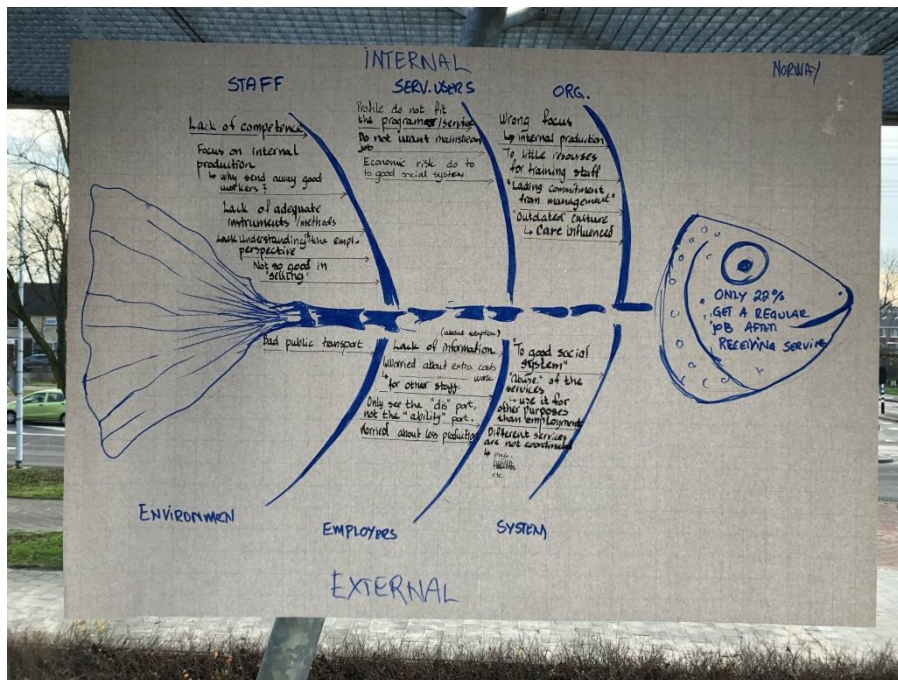 INTERNAL
NORWAY
STAFF
Lack of competence
Focus on internal
production
↳ why send away good
workers?
Lack of adequate
instruments/methods
Lack understanding the empl.
perspective
Not so good in
"selling"
SERV.USERS
Profile do not fit
the programs/service
Do not want mainstream
job
Economic risk do to
to good social system
ORG.
Wrong focus
↳ internal production
To little resourses
for training staff
"Lading commitment
from management"
"Outdated" culture
↳ Care influenced
ONLY 22%
GET A REGULAR
JOB AFTER
RECEIVING SERVICE
Bad public transport
ENVIRONMEN
(about adaption)
Lack of information
Worried about extra costs
↳ work
for other staff
Only see the "dis" part,
not the "ability" part.
Worried about less production
EMPLOYERS
"To good social
system"
"Abuse" of the
services
↳ use it for
other purposes
than employment
Different services
are not coordinated
↳
Health
etc.
SYSTEM
EXTERNAL